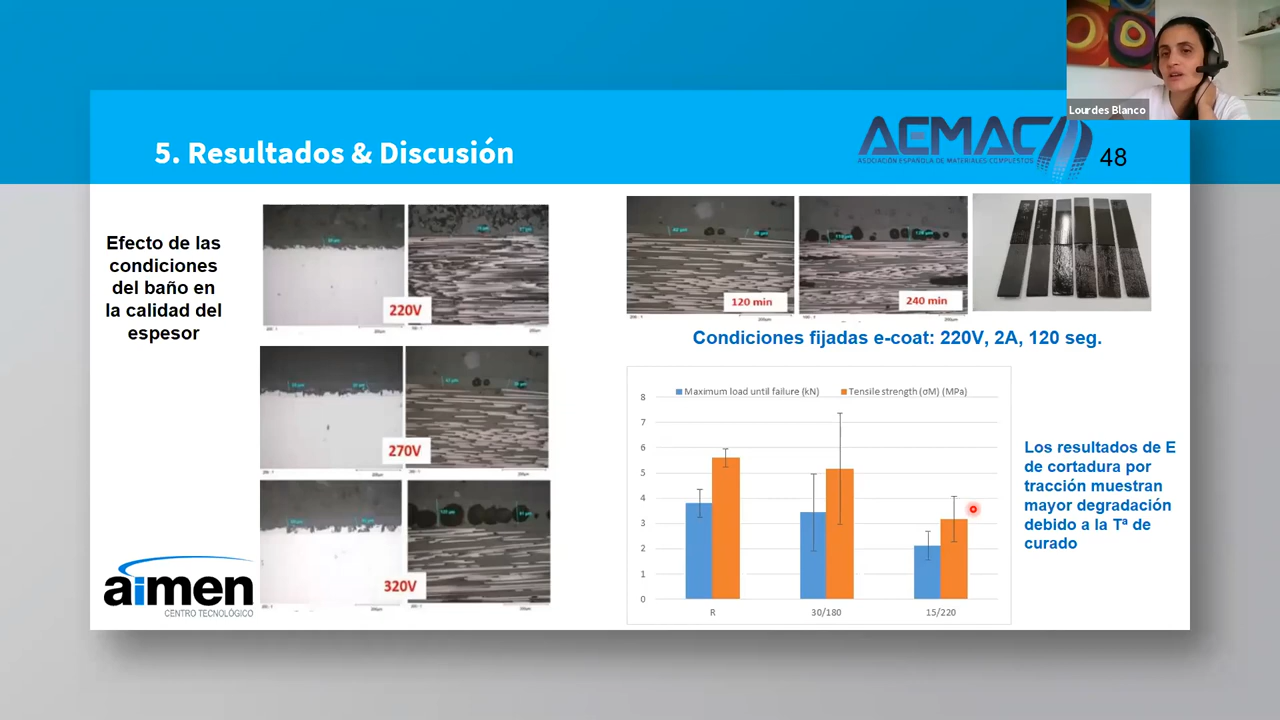 Lourdes Blanco
5. Resultados & Discusión
AEMAC
ASOCIACIÓN ESPAÑOLA DE MATERIALES COMPUESTOS
48
Efecto de las
condiciones
del baño en
la calidad del
espesor
220V
270V
320V
120 min
240 min
Condiciones fijadas e-coat: 220V, 2A, 120 seg.
Maximum load until failure (kN)
Tensile strength (σM) (MPa)
8
7
6
5
4
3
2
1
0
R
30/180
15/220
Los resultados de E
de cortadura por
tracción muestran
mayor degradación
debido a la Tª de
curado
aimen
CENTRO TECNOLÓGICO